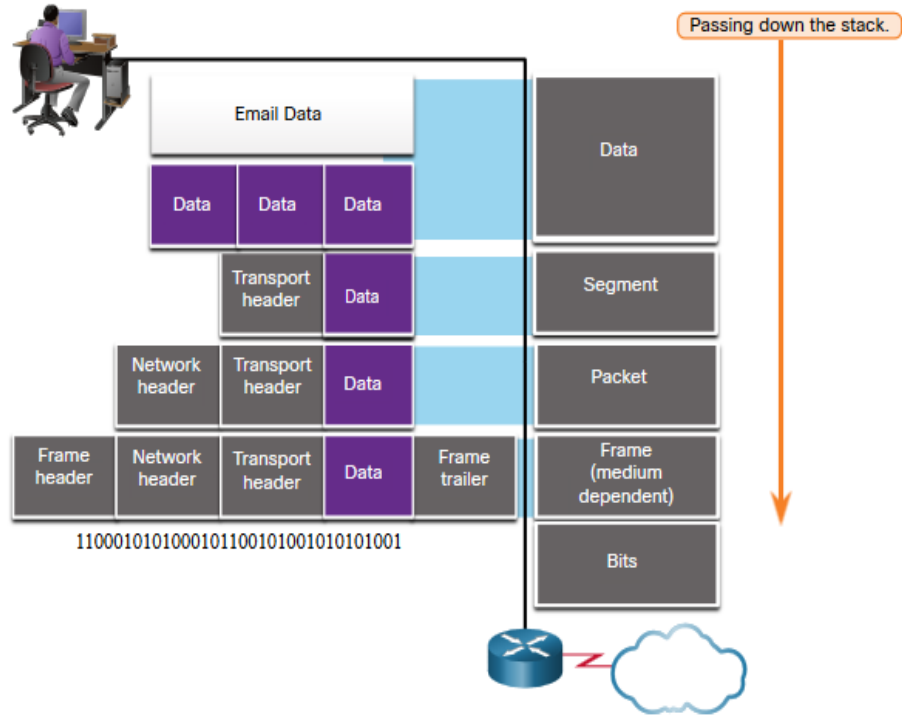 Passing down the stack.
Email Data
Data
Data
Data
Data
Transport
header
Data
Segment
Network
header
Transport
header
Data
Packet
Frame
header
Network
header
Transport
header
Data
Frame
trailer
Frame
(medium
dependent)
1100010101000101100101001010101001
Bits